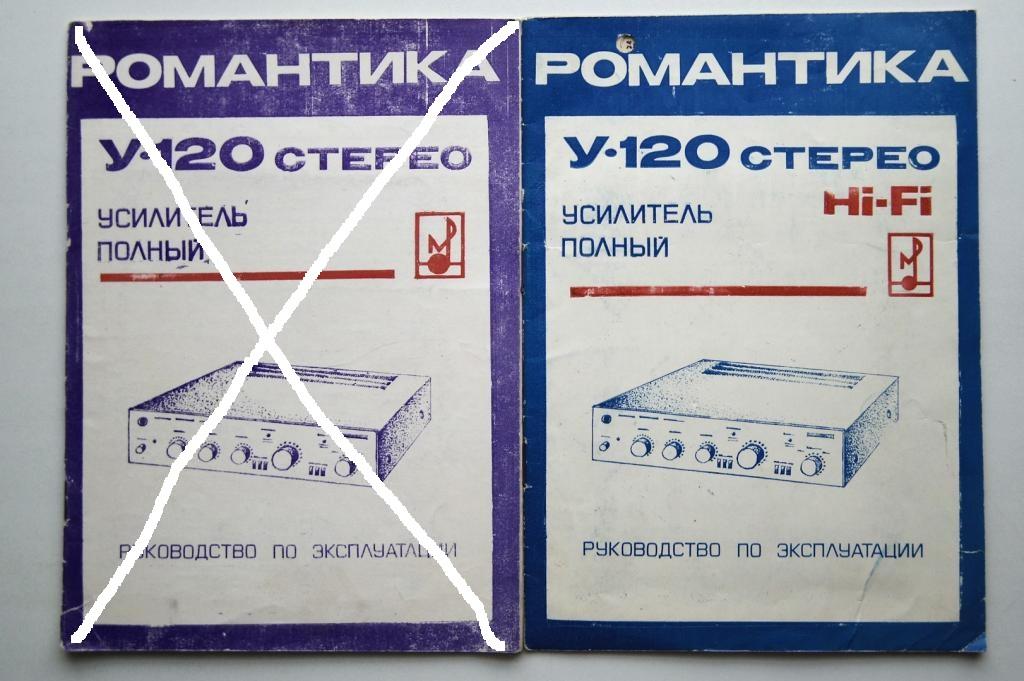 РОМАНТИКА
У·120 СТЕРЕО
УСИЛИТЕЛЬ
ПОЛНЫЙ
РУКОВОДСТВО ПО ЭКСПЛУАТАЦИИ
РОМАНТИКА
У·120 СТЕРЕО
Hi-Fi
УСИЛИТЕЛЬ
ПОЛНЫЙ
РУКОВОДСТВО ПО ЭКСПЛУАТАЦИИ